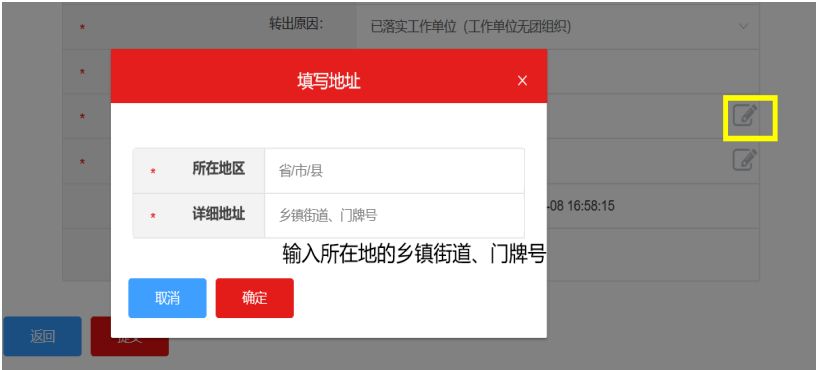 * 转出原因： 已落实工作单位（工作单位无团组织）
*
*
*
填写地址 ×
* 所在地区 省/市/县
* 详细地址 乡镇街道、门牌号
-08 16:58:15
输入所在地的乡镇街道、门牌号
取消 确定
返回 提交